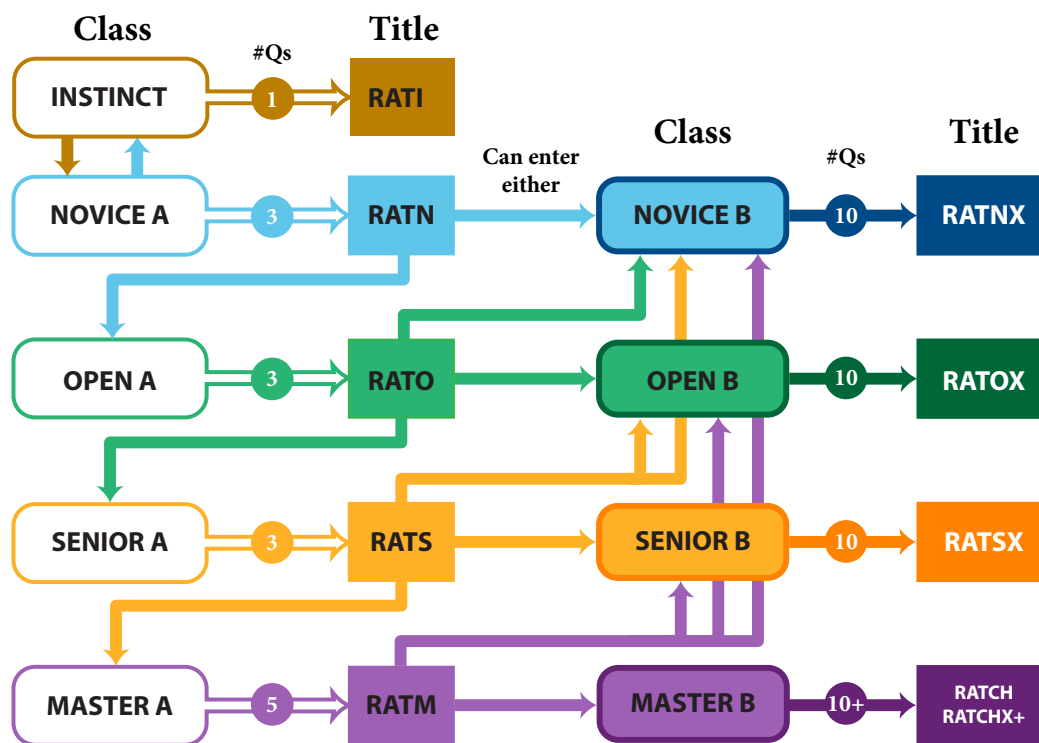 Class
#Qs
Title
INSTINCT
1
RATI
Class
#Qs
Title
Can enter
either
NOVICE A
3
RATN
NOVICE B
10
RATNX
OPEN A
3
RATO
OPEN B
10
RATOX
SENIOR A
3
RATS
SENIOR B
10
RATSX
MASTER A
5
RATM
MASTER B
10+
RATCH
RATCHX+